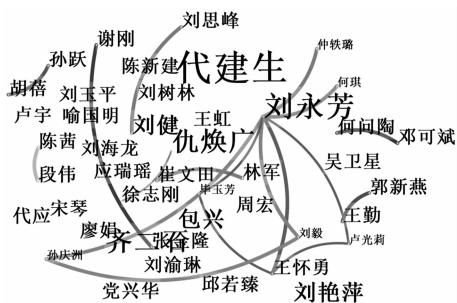 刘思峰
谢刚
仲轶璐
孙跃
陈新建
代建生
何琪
胡蓓
刘玉平
刘树林
刘永芳
卢宇
喻国明
刘健
王虹
何问陶
邓可斌
陈茜
刘海龙
仇焕广
吴卫星
段伟
应瑞瑶
崔文田
林军
郭新燕
徐志刚
毕玉芳
代应
宋琴
包兴
周宏
王勤
廖娟
齐二石
刘毅
卢光莉
孙庆洲
刘渝琳
王怀勇
党兴华
邱若臻
刘艳萍